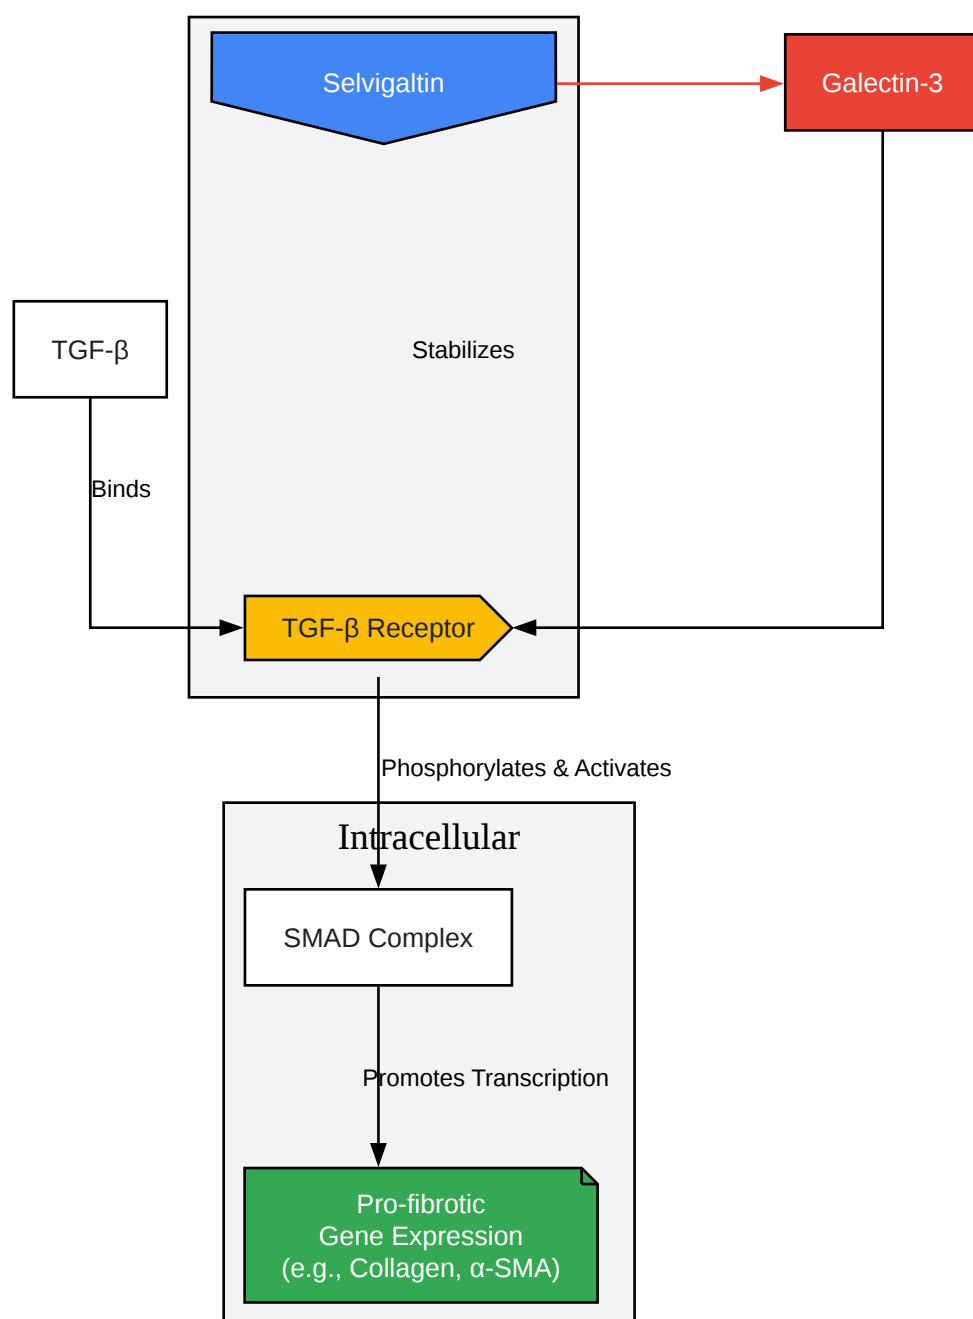 Selvigaltin
Galectin-3
TGF-β
Stabilizes
Binds
TGF-β Receptor
Phosphorylates & Activates
Intracellular
SMAD Complex
Promotes Transcription
Pro-fibrotic
Gene Expression
(e.g., Collagen, α-SMA)